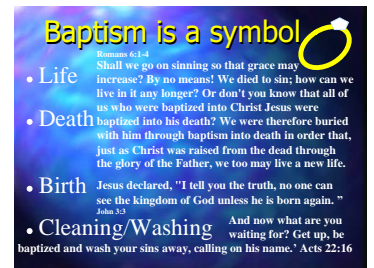 Baptism is a symbol
Romans 6:1-4
Shall we go on sinning so that grace may
• Life
increase? By no means! We died to sin; how can we
live in it any longer? Or don't you know that all of
us who were baptized into Christ Jesus were
• Death
baptized into his death? We were therefore buried
with him through baptism into death in order that,
just as Christ was raised from the dead through
the glory of the Father, we too may live a new life.
• Birth
Jesus declared, "I tell you the truth, no one can
see the kingdom of God unless he is born again. ”
John 3:3
• Cleaning/Washing
And now what are you
waiting for? Get up, be
baptized and wash your sins away, calling on his name.’ Acts 22:16